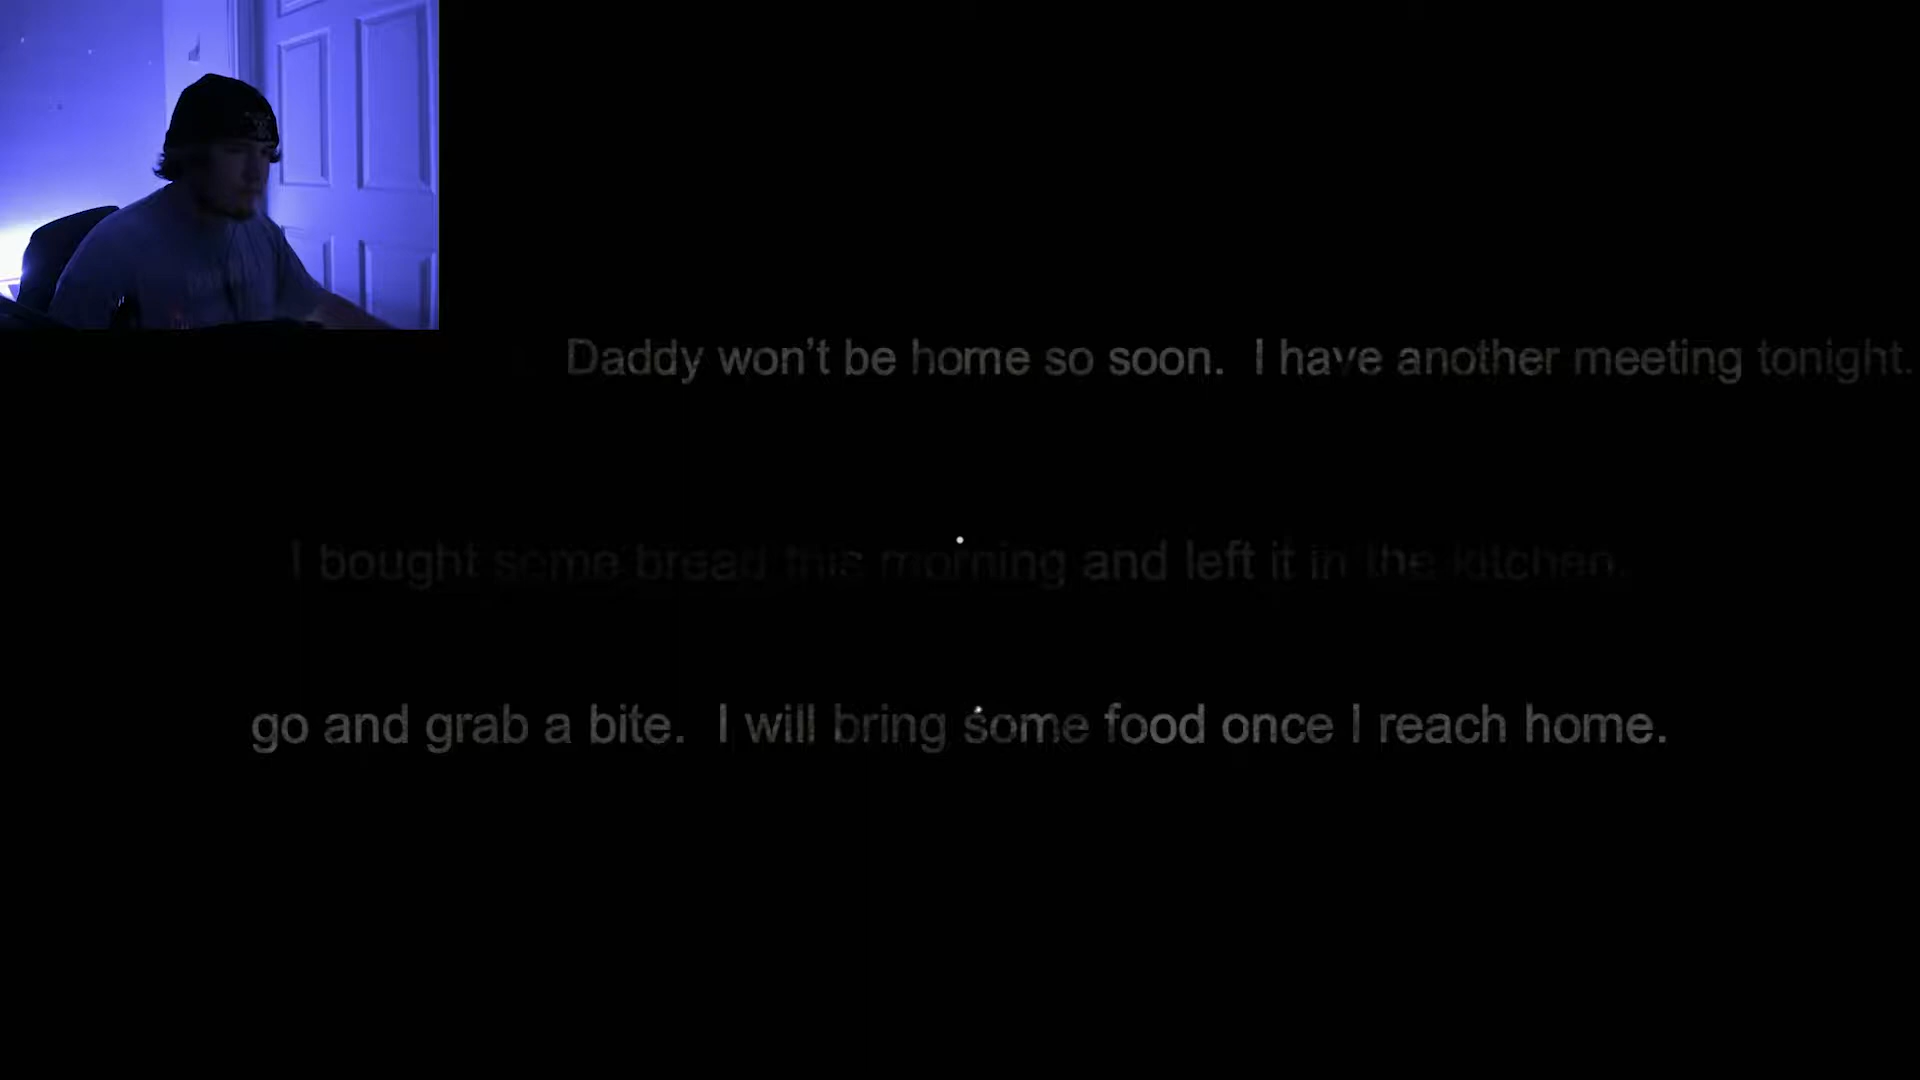 Daddy won't be home so soon. I have another meeting tonight.
I bought some bread this morning and left it in the kitchen.
go and grab a bite. I will bring some food once I reach home.